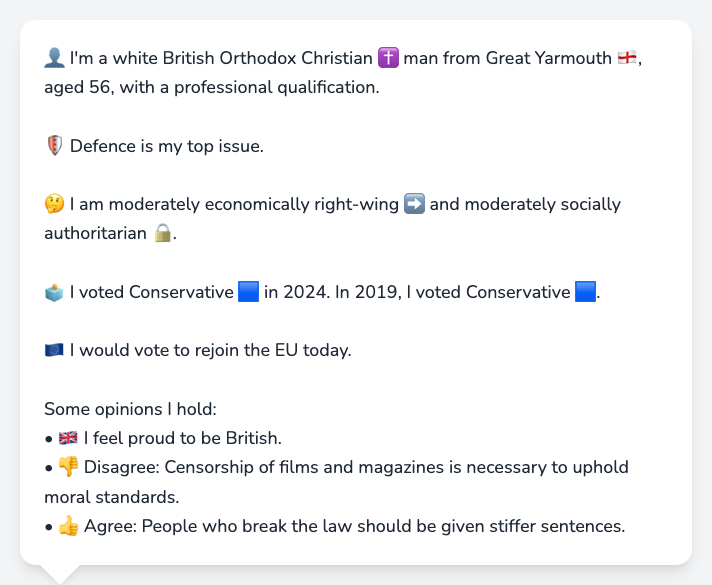 👤 I'm a white British Orthodox Christian ✝️ man from Great Yarmouth 🏴󠁧󠁢󠁥󠁮󠁧󠁿,
aged 56, with a professional qualification.
🛡️ Defence is my top issue.
🤔 I am moderately economically right-wing ➡️ and moderately socially
authoritarian 🔒.
🗳️ I voted Conservative 🟦 in 2024. In 2019, I voted Conservative 🟦.
🇪🇺 I would vote to rejoin the EU today.
Some opinions I hold:
• 🇬🇧 I feel proud to be British.
• 👎 Disagree: Censorship of films and magazines is necessary to uphold
moral standards.
• 👍 Agree: People who break the law should be given stiffer sentences.